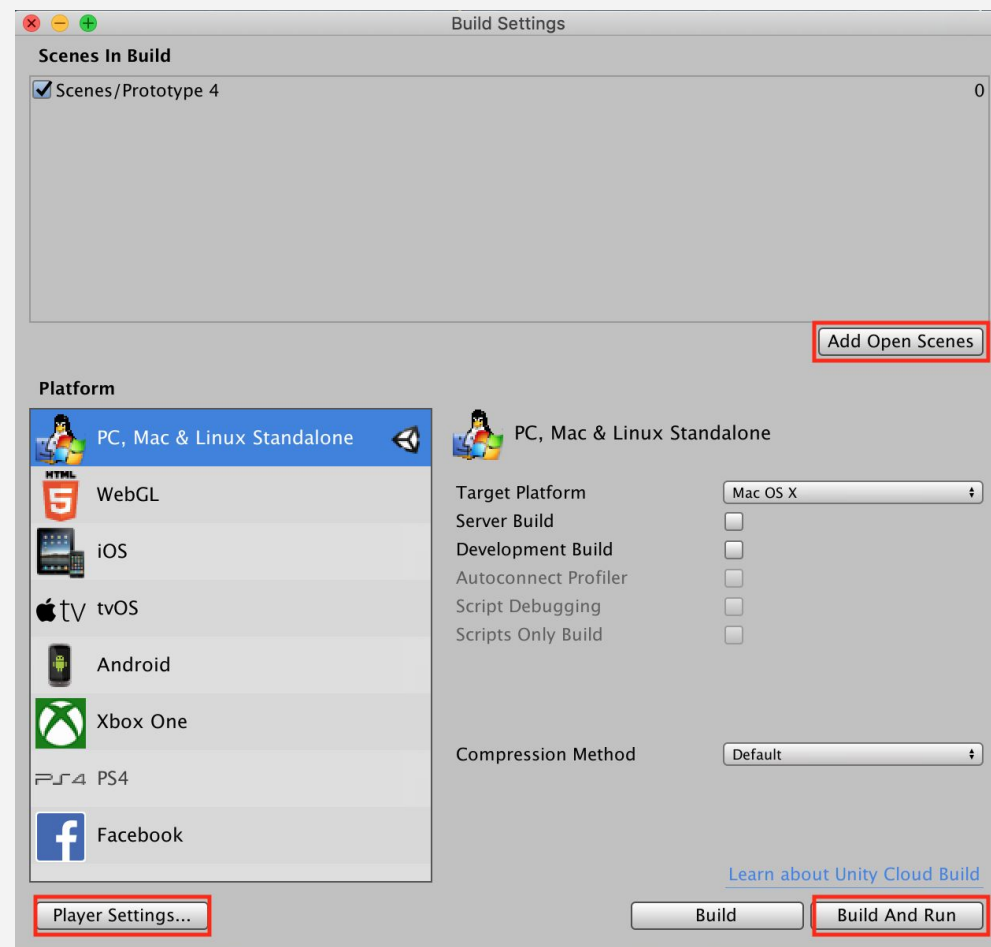 Build Settings
Scenes In Build
Scenes/Prototype 4 0
Add Open Scenes
Platform
PC, Mac & Linux Standalone
HTML
5
WebGL
iOS
tv tvOS
Android
Xbox One
PS4 PS4
f Facebook
PC, Mac & Linux Standalone
Target Platform Mac OS X
Server Build
Development Build
Autoconnect Profiler
Script Debugging
Scripts Only Build
Compression Method Default
Learn about Unity Cloud Build
Player Settings... Build Build And Run